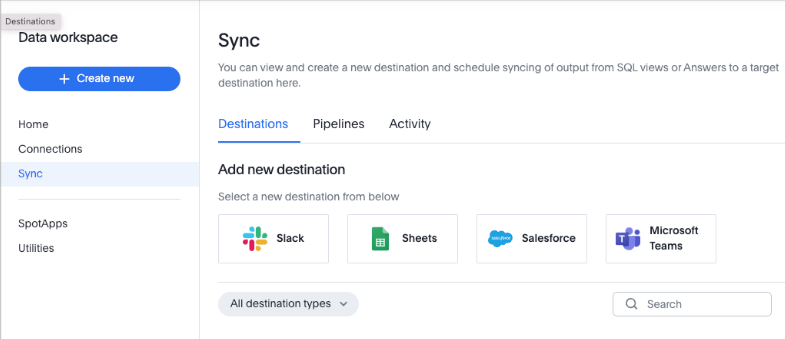 Destinations
Data workspace
+ Create new
Home
Connections
Sync
SpotApps
Utilities
Sync
You can view and create a new destination and schedule syncing of output from SQL views or Answers to a target
destination here.
Destinations Pipelines Activity
Add new destination
Select a new destination from below
Slack
Sheets
salesforce
Salesforce
Microsoft
Teams
All destination types
Search